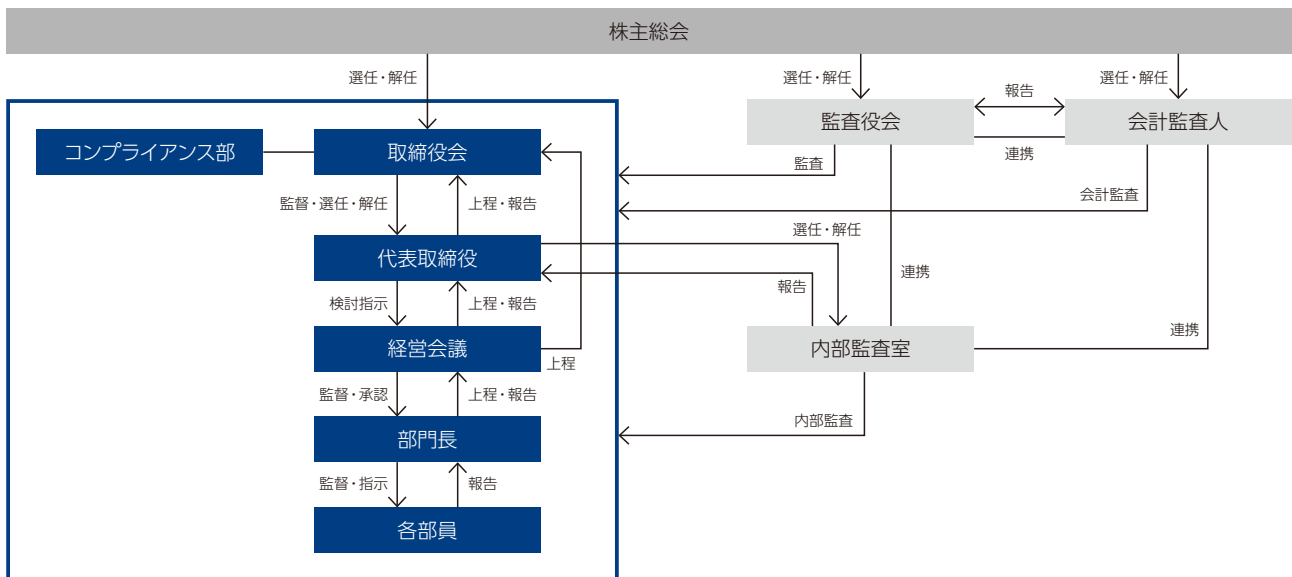 株主総会
選任・解任
選任・解任
選任・解任
監査役会
報告
会計監査人
連携
コンプライアンス部
取締役会
監査
会計監査
監督・選任・解任
上程・報告
選任・解任
代表取締役
報告
連携
検討指示
上程・報告
経営会議
上程
内部監査室
連携
監督・承認
上程・報告
内部監査
部門長
監督・指示
報告
各部員